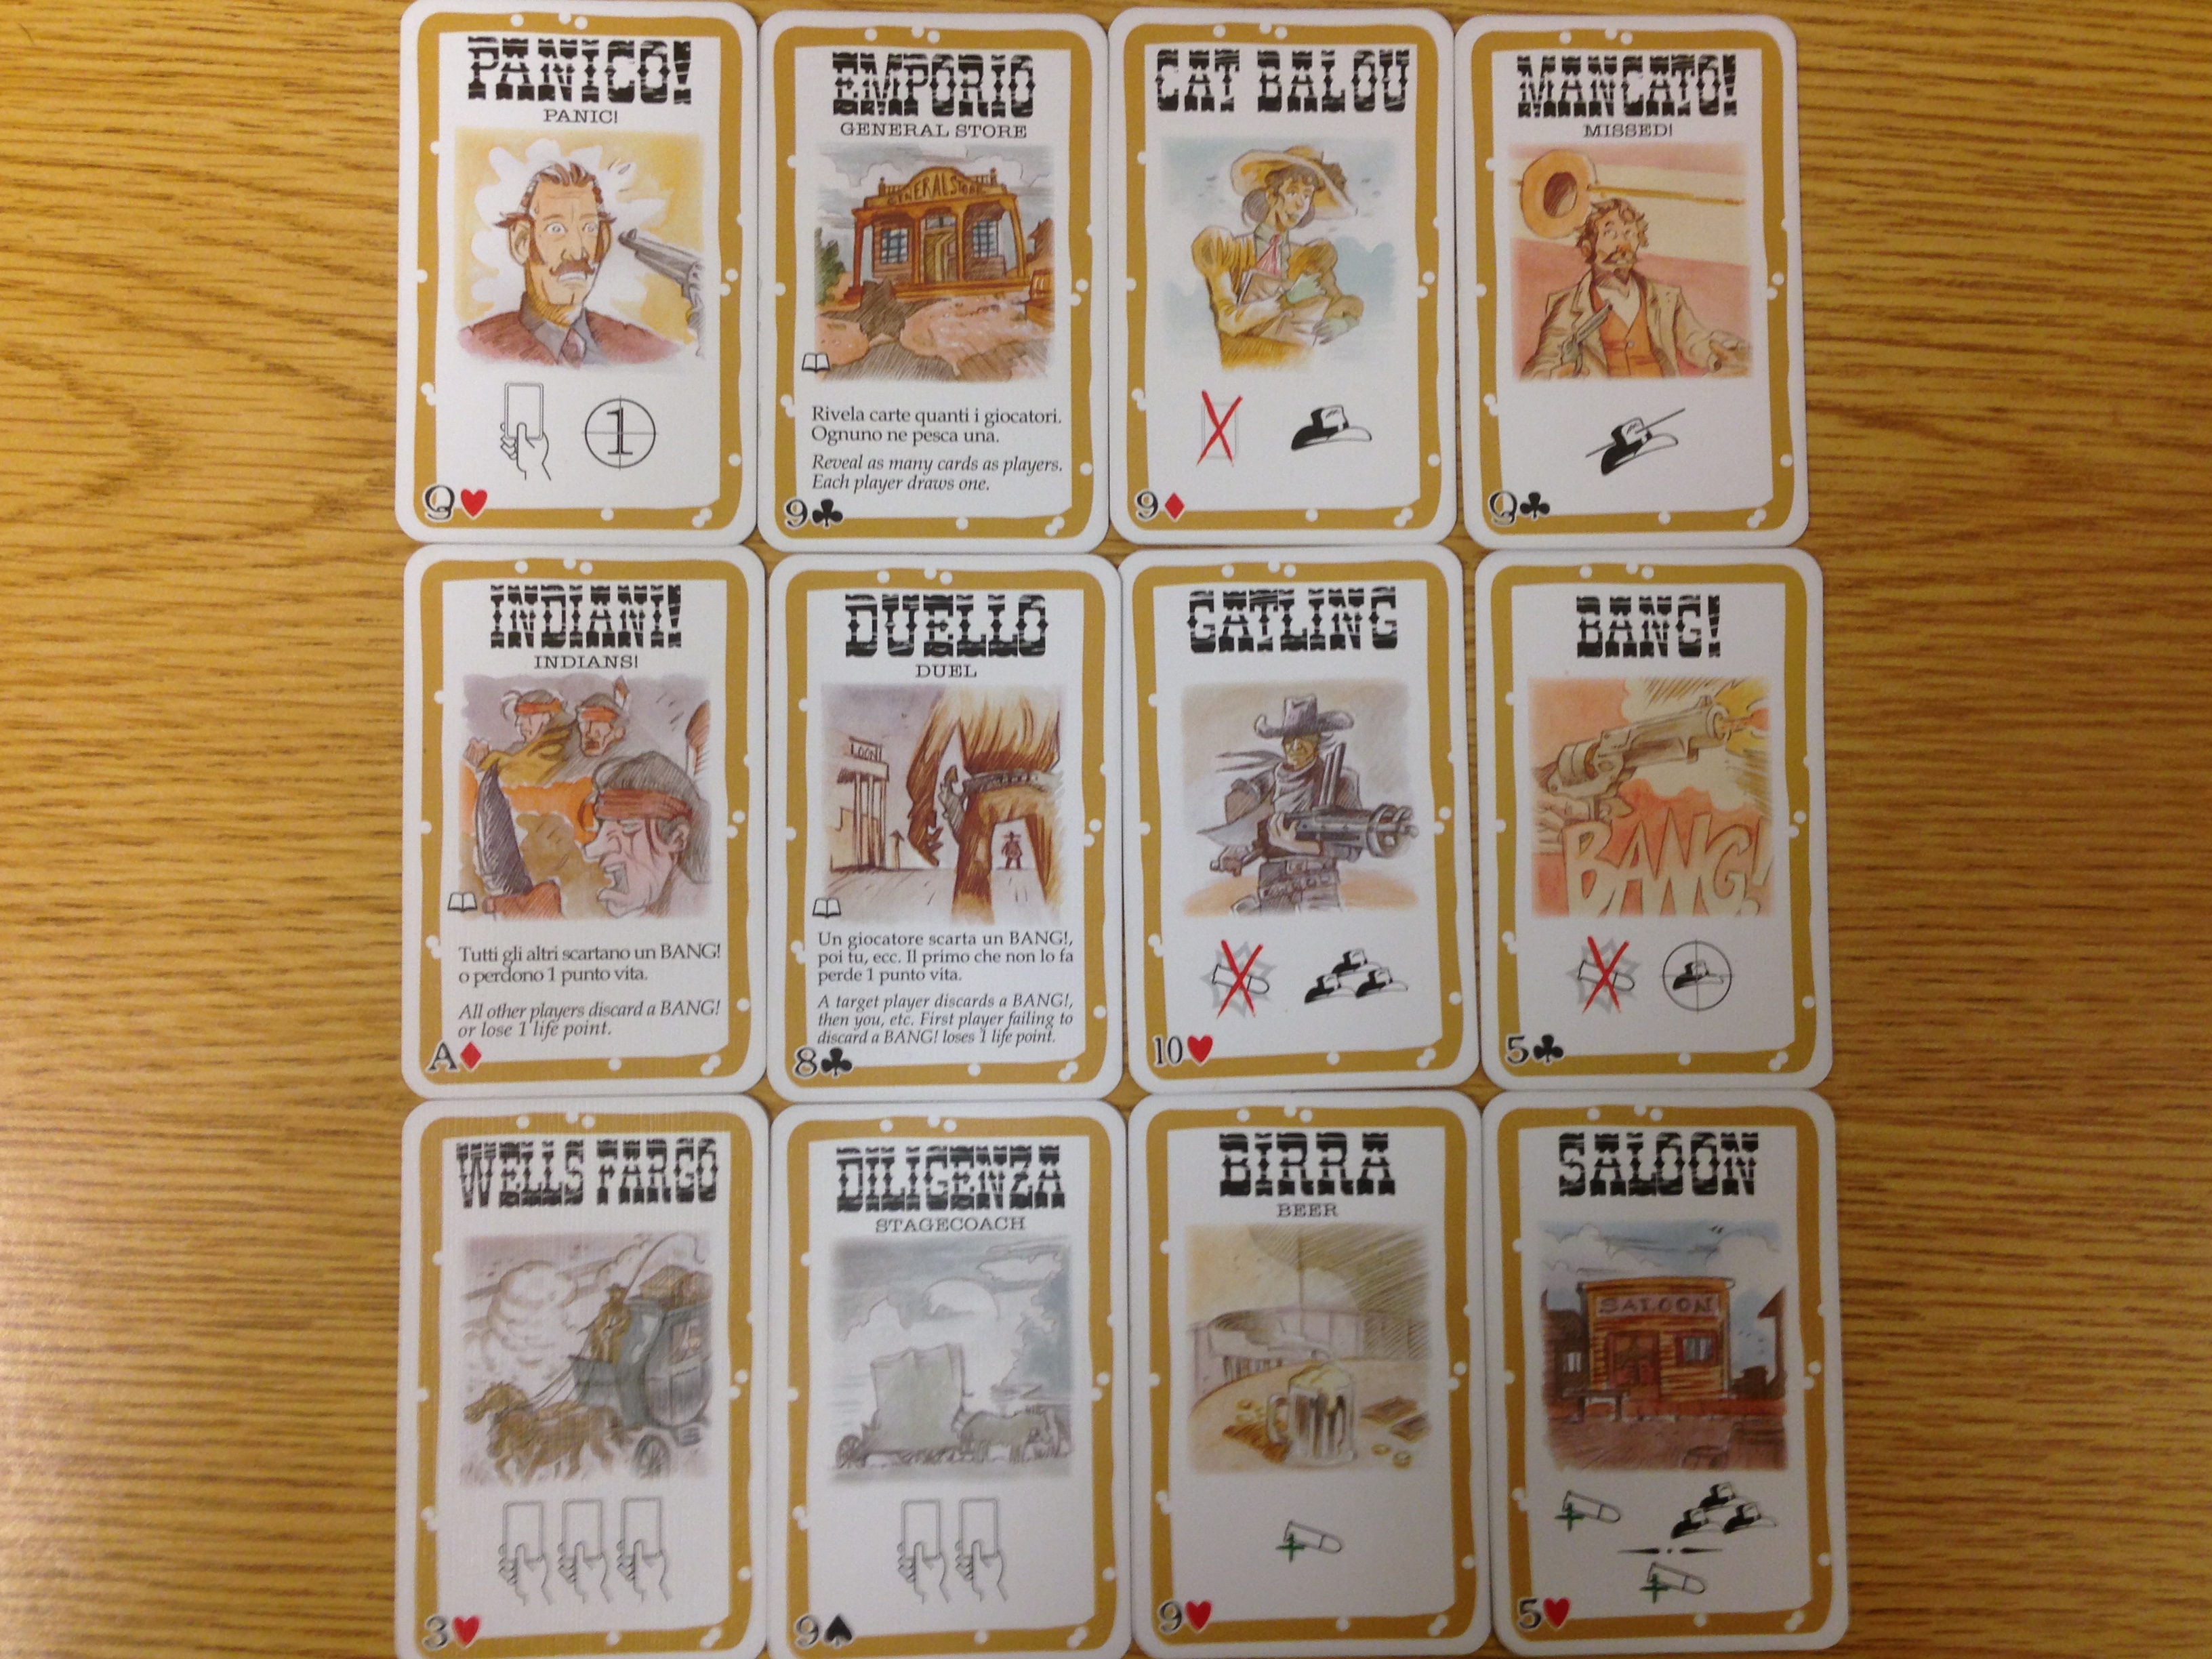 PANICO!
PANIC!
1
Q♥
EMPORIO
GENERAL STORE
GENERAL STORE
Rivela carte quanti i giocatori.
Ognuno ne pesca una.
Reveal as many cards as players.
Each player draws one.
9♣
CAT BALOU
9♦
MANCATO!
MISSED!
Q♣
INDIANI!
INDIANS!
Tutti gli altri scartano un BANG!
o perdono 1 punto vita.
All other players discard a BANG!
or lose 1 life point.
A♦
DUELLO
DUEL
Un giocatore scarta un BANG!,
poi tu, ecc. Il primo che non lo fa
perde 1 punto vita.
A target player discards a BANG!,
then you, etc. First player failing to
discard a BANG! loses 1 life point.
8♣
GATLING
10♥
BANG!
BANG!
5♣
WELLS FARGO
3♥
DILIGENZA
STAGECOACH
9♠
BIRRA
BEER
9♥
SALOON
SALOON
5♥